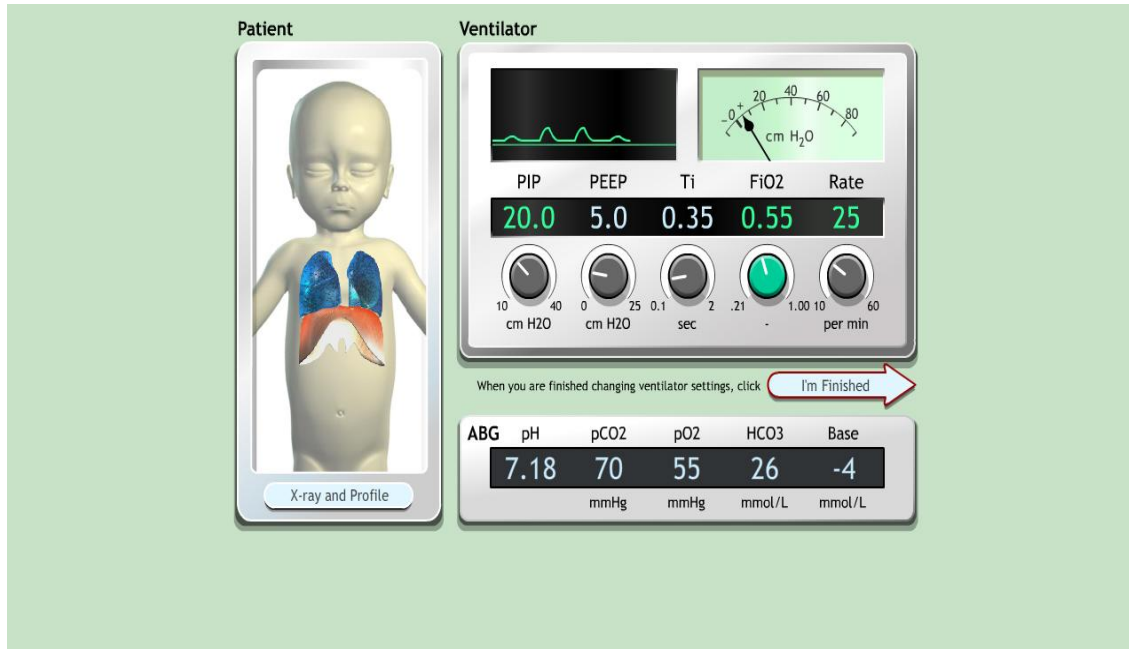 Patient
Ventilator
-0+ 20 40 60 80
cm H2O
PIP PEEP Ti FiO2 Rate
20.0 5.0 0.35 0.55 25
10 40 0 25 0.1 2 .21 1.00 10 60
cm H2O cm H2O sec - per min
When you are finished changing ventilator settings, click I'm Finished
ABG pH pCO2 pO2 HCO3 Base
7.18 70 55 26 -4
mmHg mmHg mmol/L mmol/L
X-ray and Profile